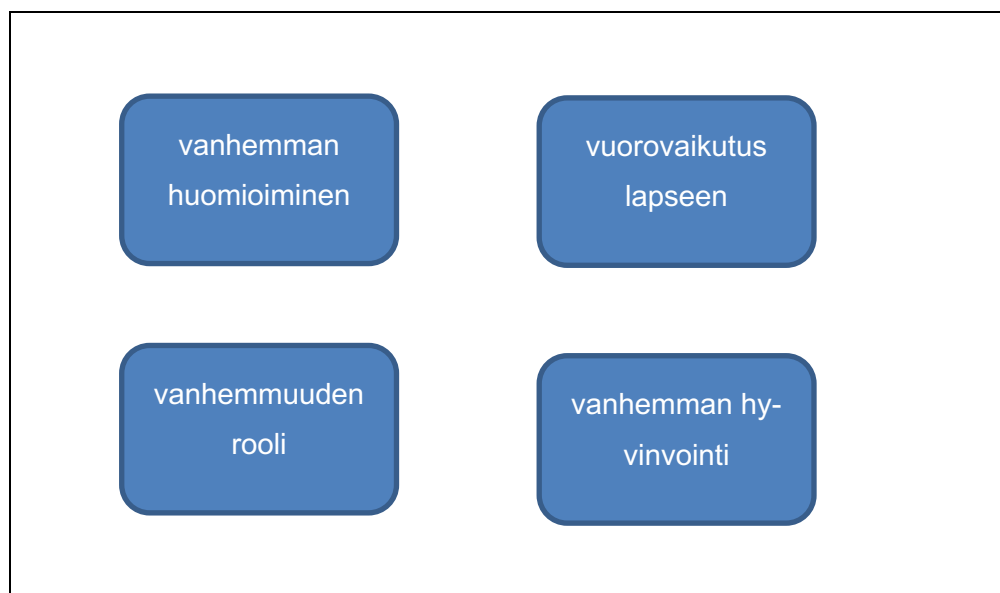 vanhemman
huomioiminen
vuorovaikutus
lapseen
vanhemmuuden
rooli
vanhemman hy-
vinvointi